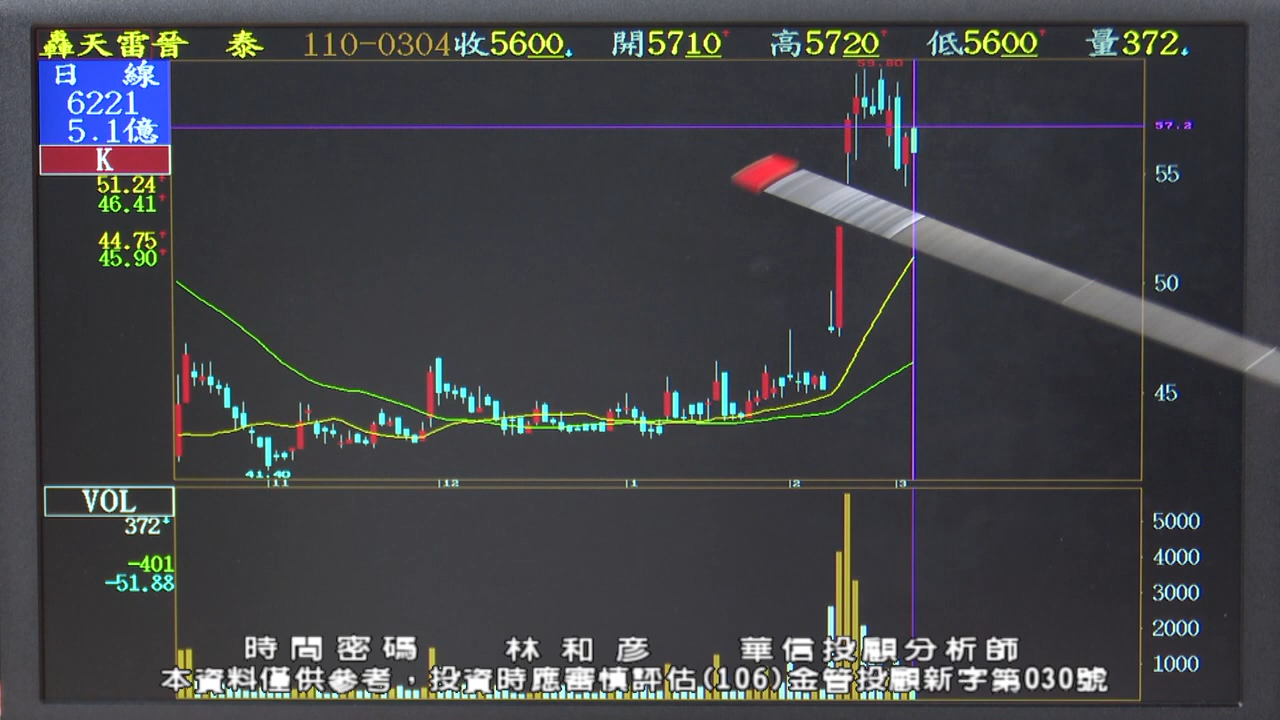 轟天雷晉 泰 110-0304 收5600 開5710 高5720 低5600 量372
日 線
6221
5.1億
K
51.24
46.41
44.75
45.90
59.80
57.2
55
50
45
41.40
11 12 1 2 3
VOL
372
-401
-51.88
5000
4000
3000
2000
1000
時間密碼 林和彥 華信投顧分析師
本資料僅供參考，投資時應審慎評估(106)金管投顧新字第030號